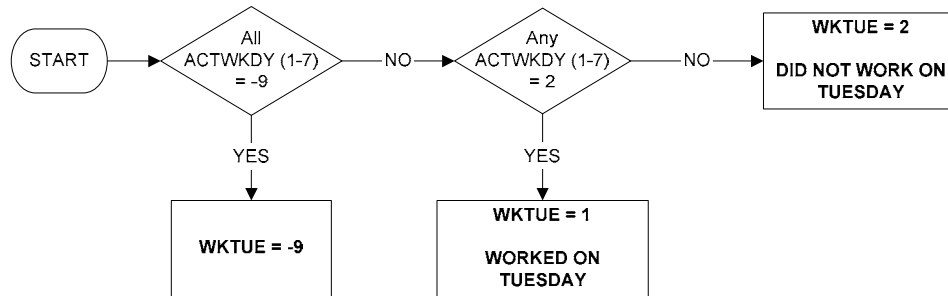 START
All
ACTWKDY (1-7)
= -9
NO
Any
ACTWKDY (1-7)
= 2
NO
WKTUE = 2
DID NOT WORK ON
TUESDAY
YES
YES
WKTUE = -9
WKTUE = 1
WORKED ON
TUESDAY